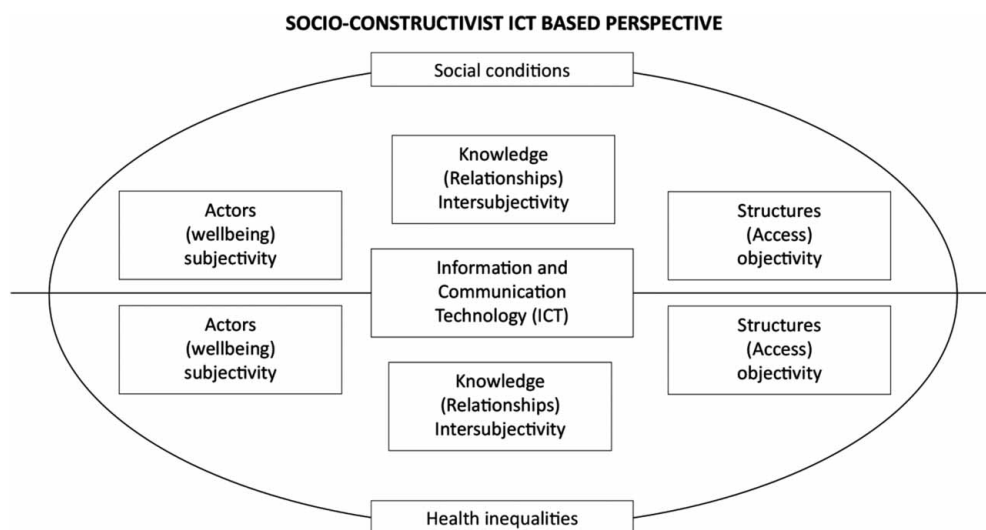 SOCIO-CONSTRUCTIVIST ICT BASED PERSPECTIVE
Social conditions
Knowledge
(Relationships)
Intersubjectivity
Actors
(wellbeing)
subjectivity
Structures
(Access)
objectivity
Information and
Communication
Technology (ICT)
Actors
(wellbeing)
subjectivity
Structures
(Access)
objectivity
Knowledge
(Relationships)
Intersubjectivity
Health inequalities